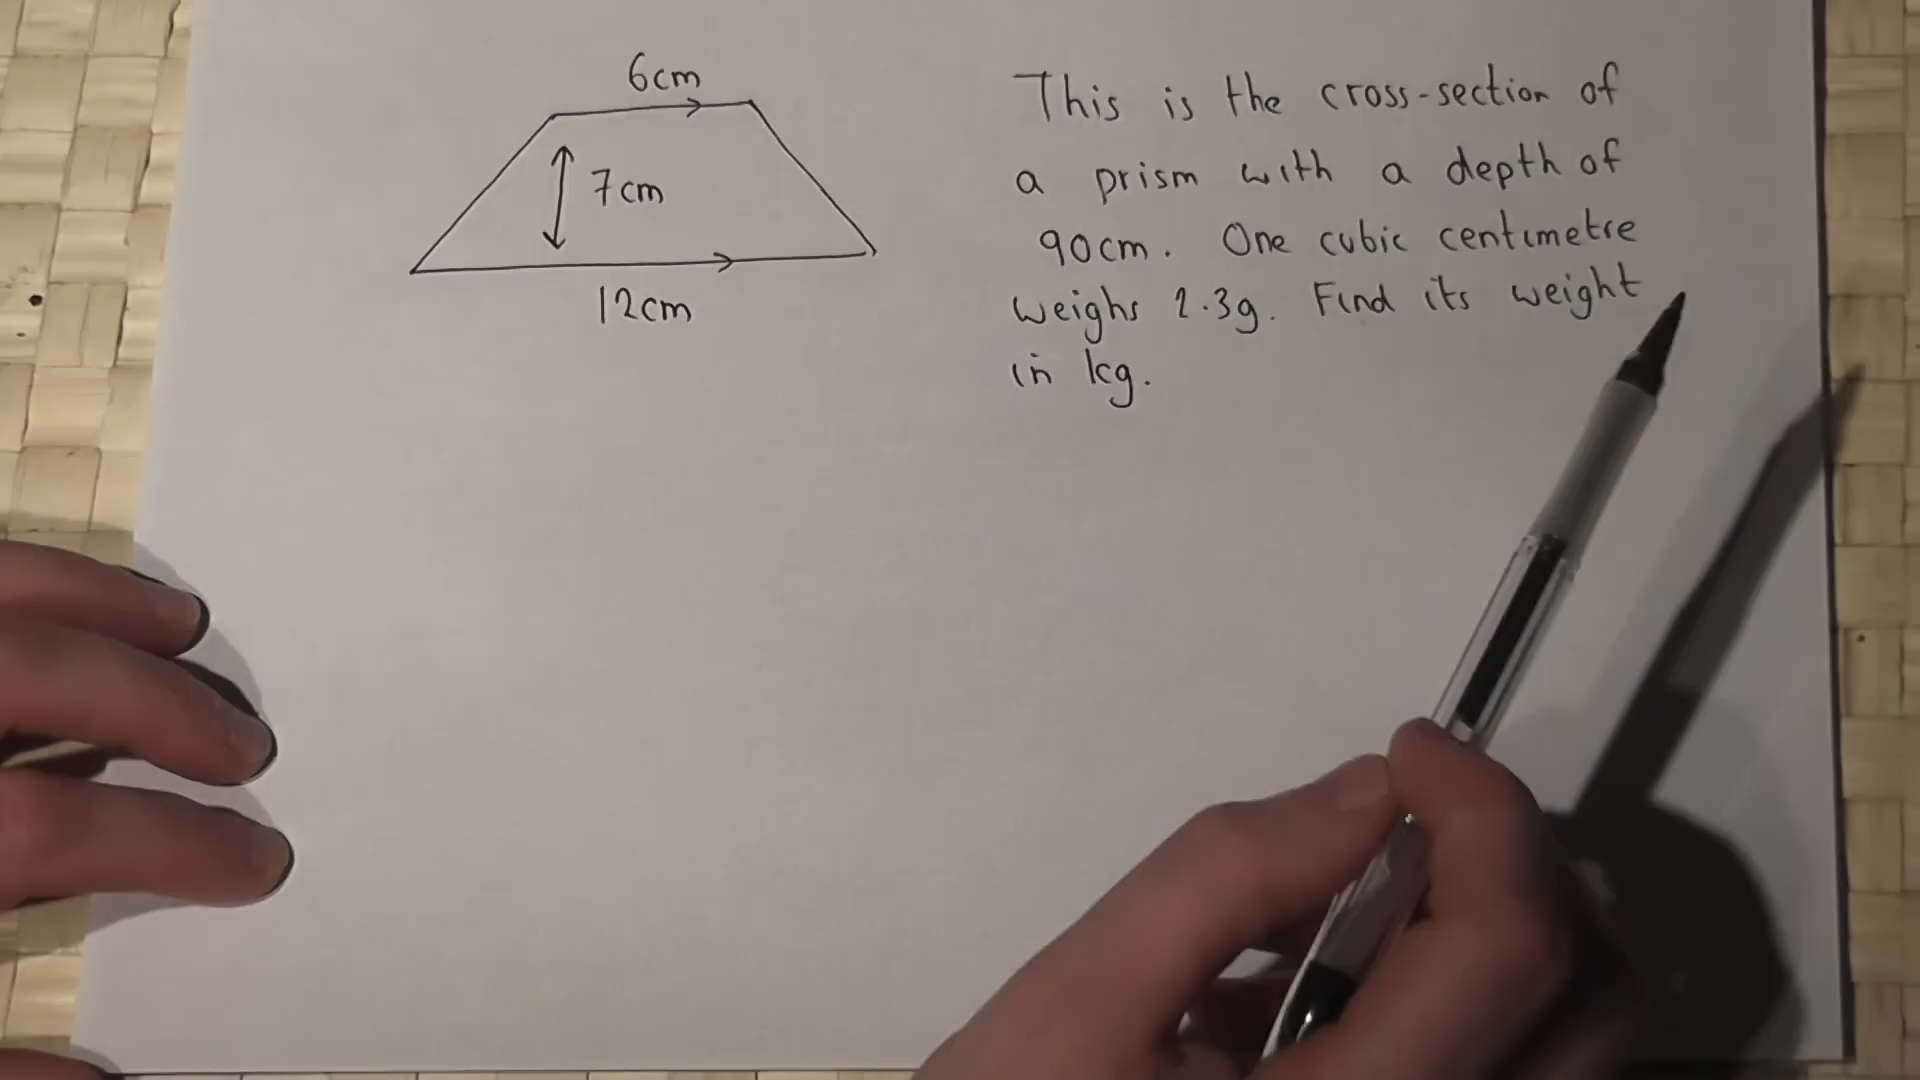 6cm
7cm
12cm
This is the cross-section of
a prism with a depth of
90cm. One cubic centimetre
weighs 2.3g. Find its weight
in kg.